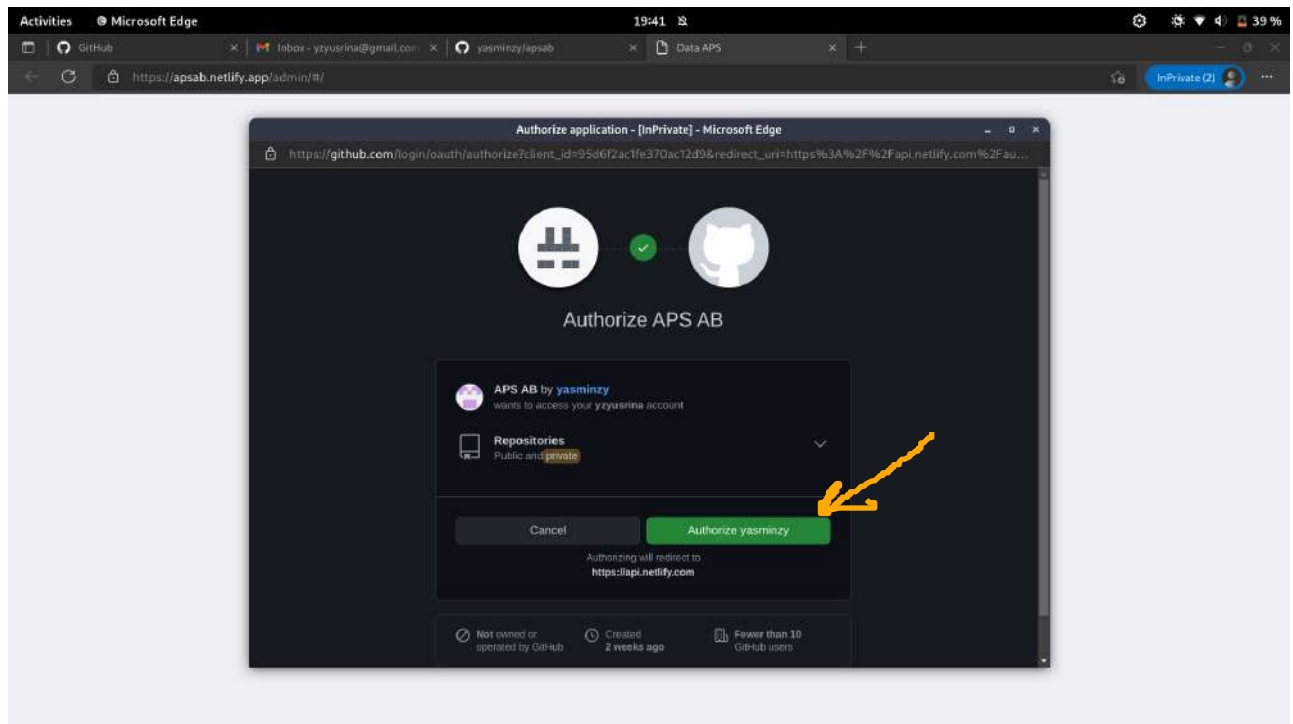 Activities Microsoft Edge 19:41 39 %
GitHub Inbox - yzyusrina@gmail.com yasminzy/apsab Data APS
https://apsab.netlify.app/admin/#/ InPrivate (2)
Authorize application - [InPrivate] - Microsoft Edge
https://github.com/login/oauth/authorize?client_id=95d6f2ac1fe370ac12d9&redirect_uri=https%3A%2F%2Fapi.netlify.com%2Fau...
Authorize APS AB
APS AB by yasminzy
wants to access your yzyusrina account
Repositories
Public and private
Cancel Authorize yasminzy
Authorizing will redirect to
https://api.netlify.com
Not owned or Created Fewer than 10
operated by GitHub 2 weeks ago GitHub users